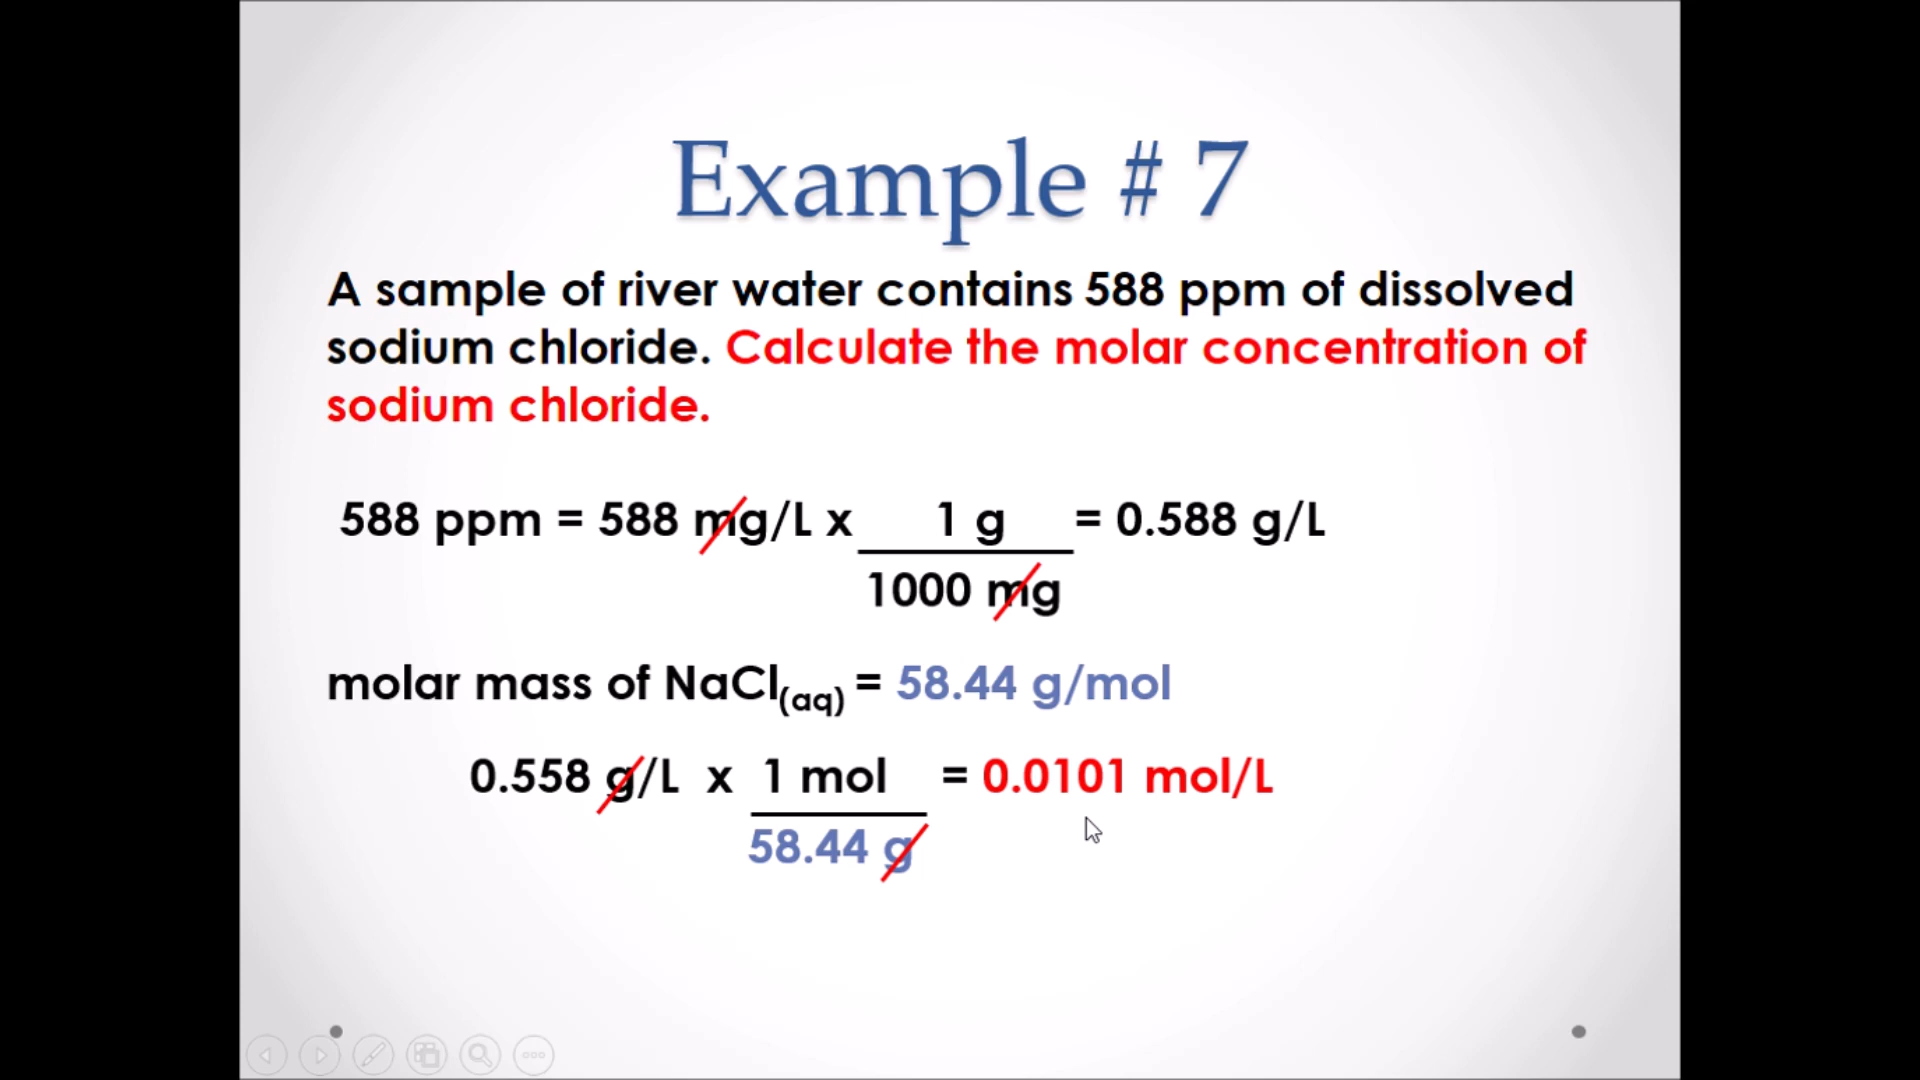 Example # 7
A sample of river water contains 588 ppm of dissolved
sodium chloride. Calculate the molar concentration of
sodium chloride.
588 ppm = 588 mg/L x 1 g = 0.588 g/L
1000 mg
molar mass of NaCl(aq) = 58.44 g/mol
0.558 g/L x 1 mol = 0.0101 mol/L
58.44 g